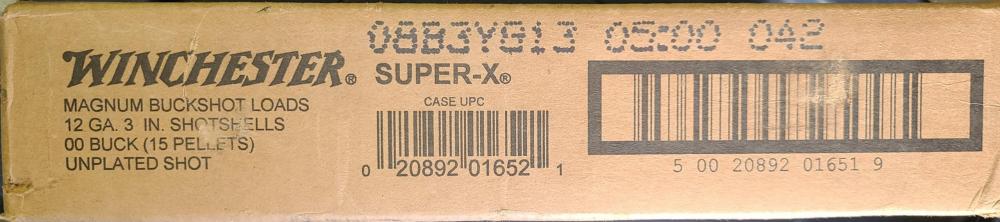 08B3YG13 05:00 042
WINCHESTER® SUPER-X®
MAGNUM BUCKSHOT LOADS
12 GA. 3 IN. SHOTSHELLS
00 BUCK (15 PELLETS)
UNPLATED SHOT
CASE UPC
0 20892 01652 1
5 00 20892 01651 9